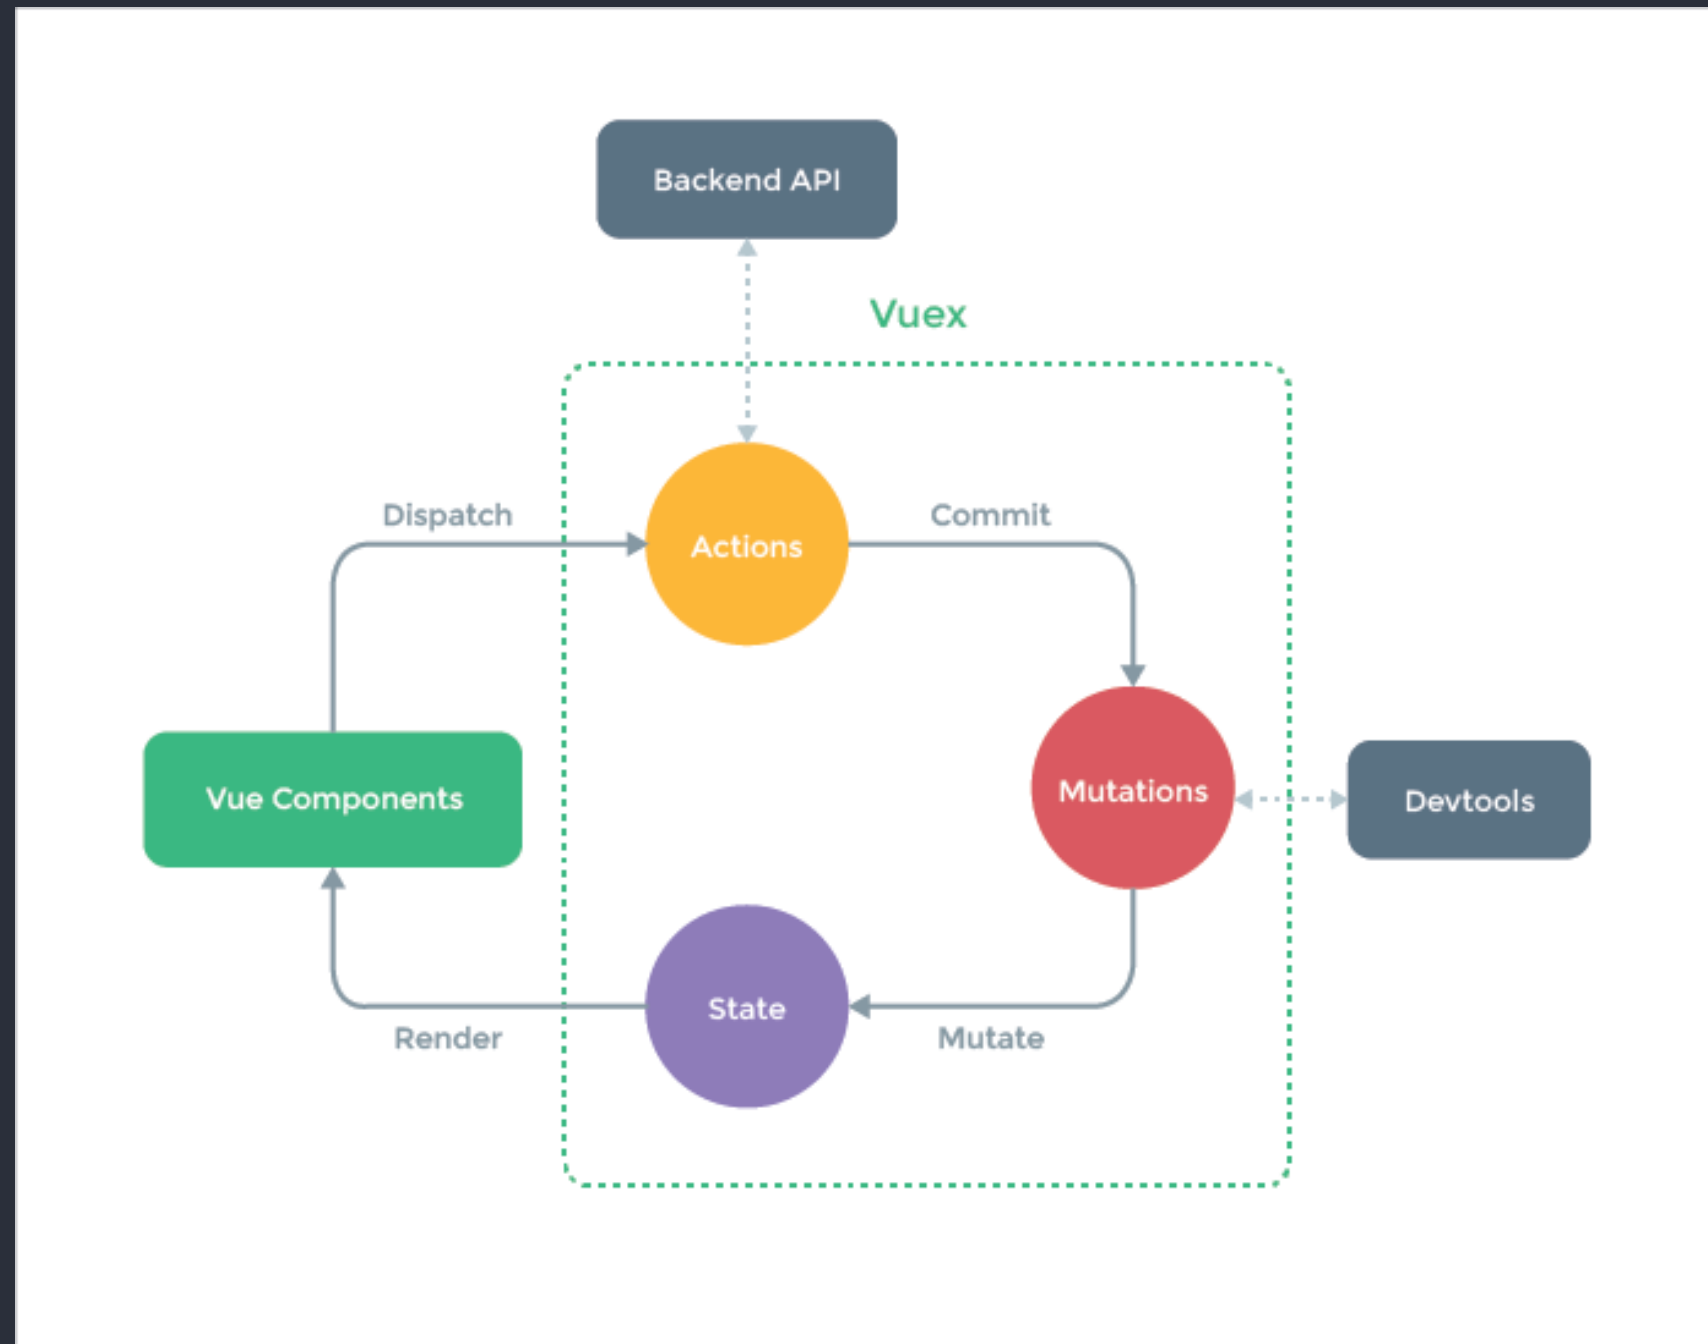 Backend API
Vuex
Dispatch
Commit
Actions
Vue Components
Mutations
Devtools
State
Render
Mutate